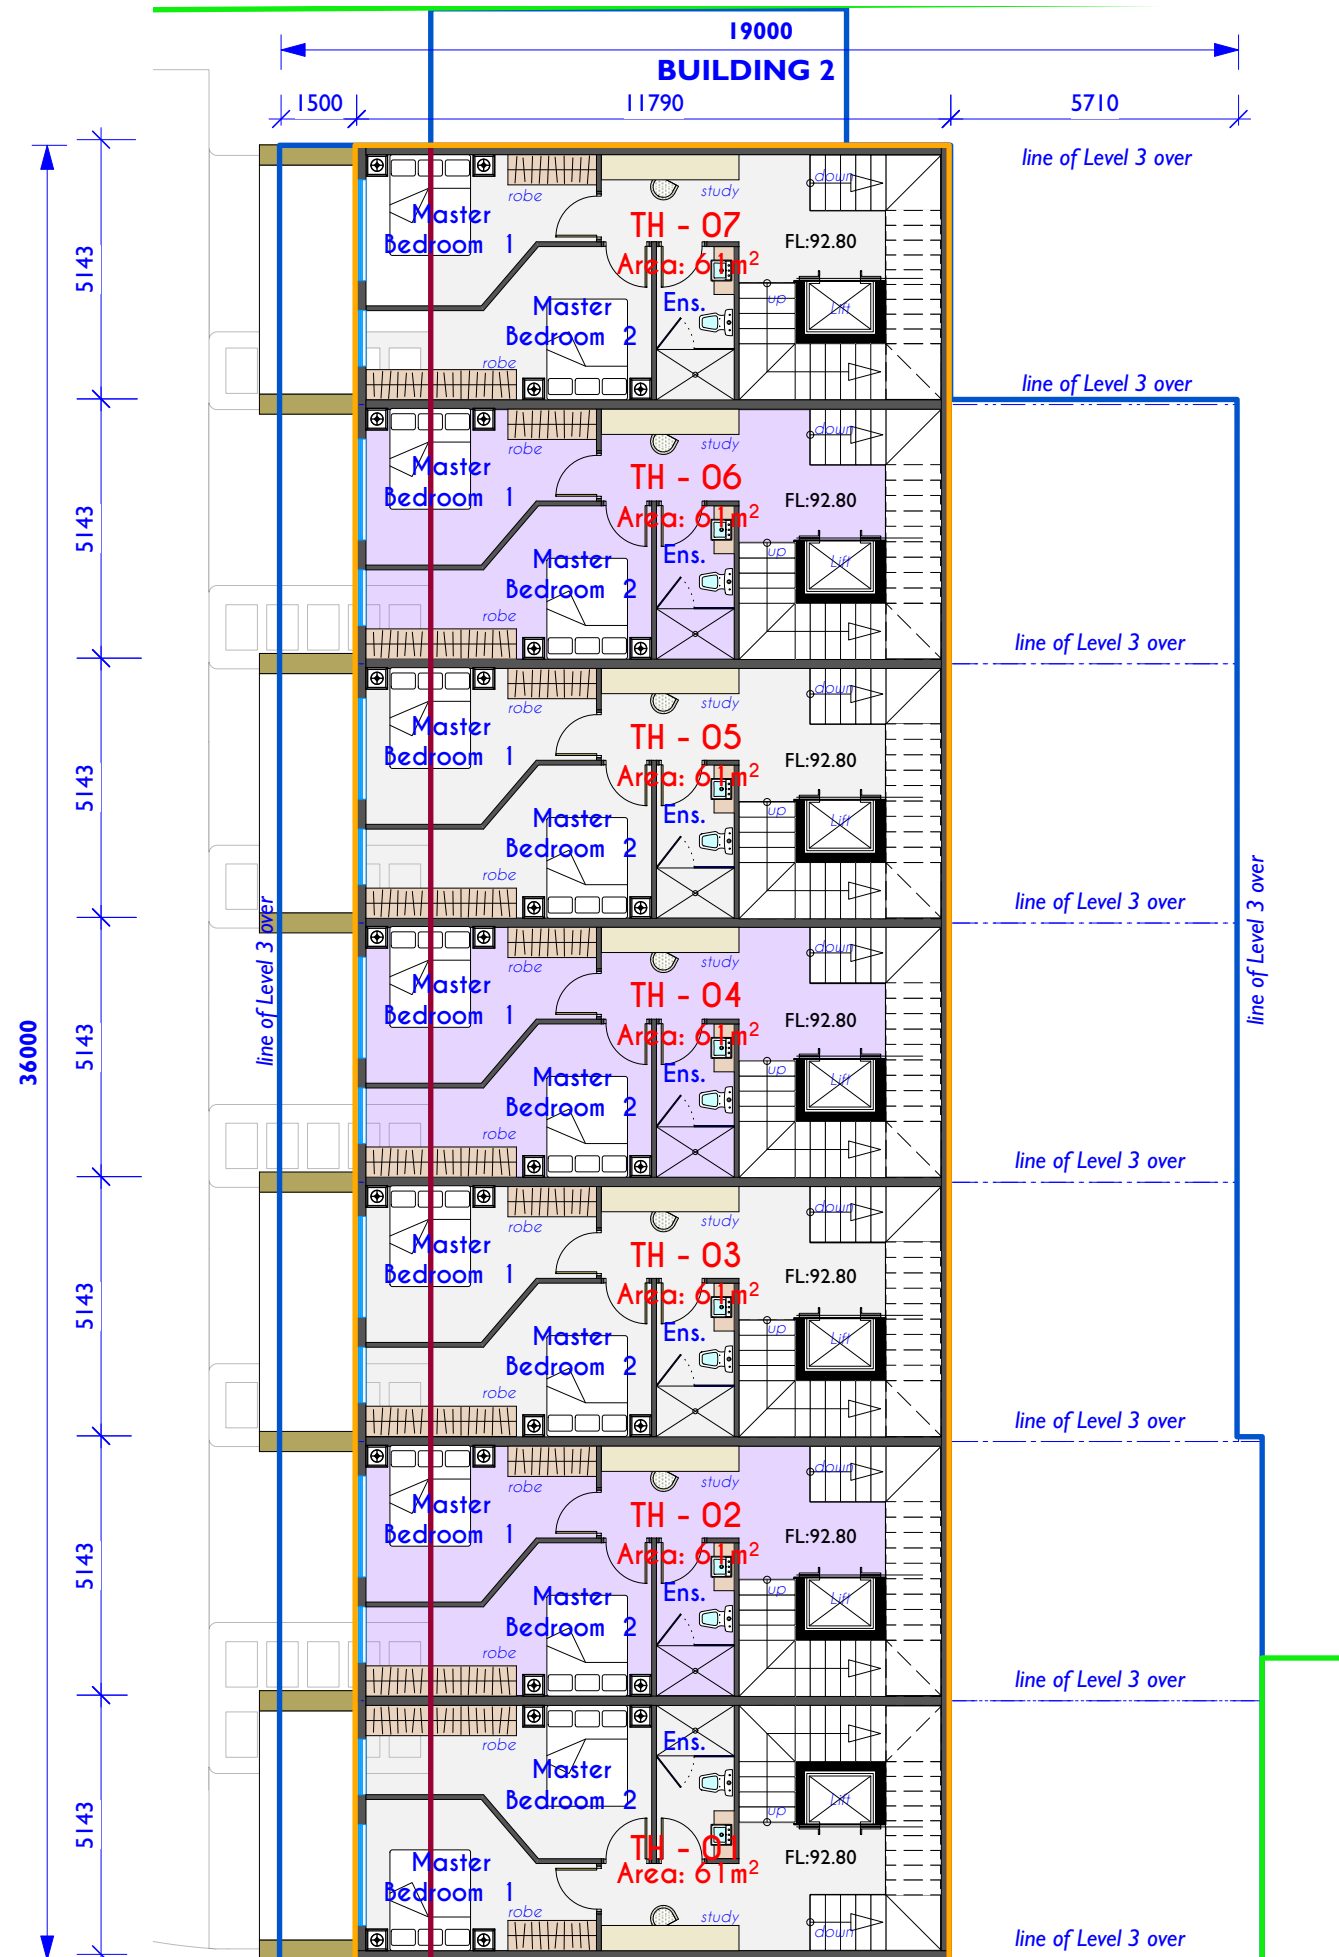 19000
BUILDING 2
1500
11790
5710
line of Level 3 over
robe
study
down
Master
Bedroom 1
TH - 07
Area: 61m²
FL:92.80
5143
Master
Bedroom 2
Ens.
up
Lift
robe
line of Level 3 over
robe
study
down
Master
Bedroom 1
TH - 06
Area: 61m²
FL:92.80
5143
Master
Bedroom 2
Ens.
up
Lift
robe
line of Level 3 over
robe
study
down
Master
Bedroom 1
TH - 05
Area: 61m²
FL:92.80
5143
Master
Bedroom 2
Ens.
up
Lift
robe
line of Level 3 over
line of Level 3 over
line of Level 3 over
robe
study
down
Master
Bedroom 1
TH - 04
Area: 61m²
FL:92.80
36000
5143
Master
Bedroom 2
Ens.
up
Lift
robe
line of Level 3 over
robe
study
down
Master
Bedroom 1
TH - 03
Area: 61m²
FL:92.80
5143
Master
Bedroom 2
Ens.
up
Lift
robe
line of Level 3 over
robe
study
down
Master
Bedroom 1
TH - 02
Area: 61m²
FL:92.80
5143
Master
Bedroom 2
Ens.
up
Lift
robe
line of Level 3 over
robe
Ens.
Master
Bedroom 2
up
Lift
5143
TH - 01
Area: 61m²
FL:92.80
Master
Bedroom 1
robe
study
down
line of Level 3 over